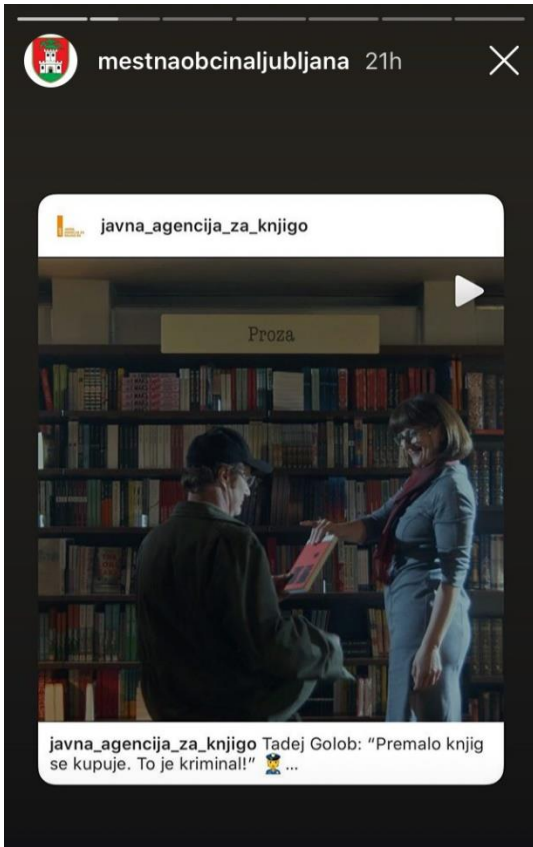 mestnaobcinaljubljana 21h
javna_agencija_za_knjigo
Proza
javna_agencija_za_knjigo Tadej Golob: “Premalo knjig
se kupuje. To je kriminal!” 👮...